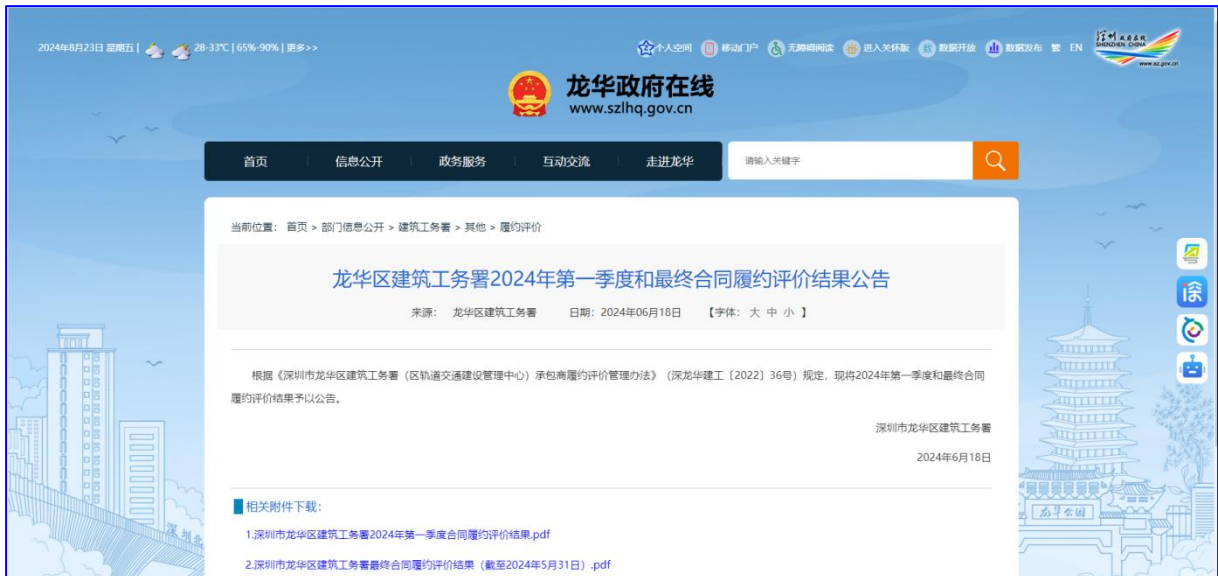 2024年8月23日 星期五 | 28-33℃ | 65%-90% | 更多>>
个人空间 移动门户 无障碍阅读 进入关怀版 数据开放 数据发布 繁 EN
SHENZHEN CHINA
www.sz.gov.cn
龙华政府在线
www.szlhq.gov.cn
首页 信息公开 政务服务 互动交流 走进龙华 请输入关键字
当前位置： 首页 > 部门信息公开 > 建筑工务署 > 其他 > 履约评价
龙华区建筑工务署2024年第一季度和最终合同履约评价结果公告
来源： 龙华区建筑工务署 日期：2024年06月18日 【字体：大 中 小 】
根据《深圳市龙华区建筑工务署（区轨道交通建设管理中心）承包商履约评价管理办法》（深龙华建工〔2022〕36号）规定，现将2024年第一季度和最终合同
履约评价结果予以公告。
深圳市龙华区建筑工务署
2024年6月18日
相关附件下载：
1.深圳市龙华区建筑工务署2024年第一季度合同履约评价结果.pdf
2.深圳市龙华区建筑工务署最终合同履约评价结果（截至2024年5月31日）.pdf
深圳北
龙华公园
深